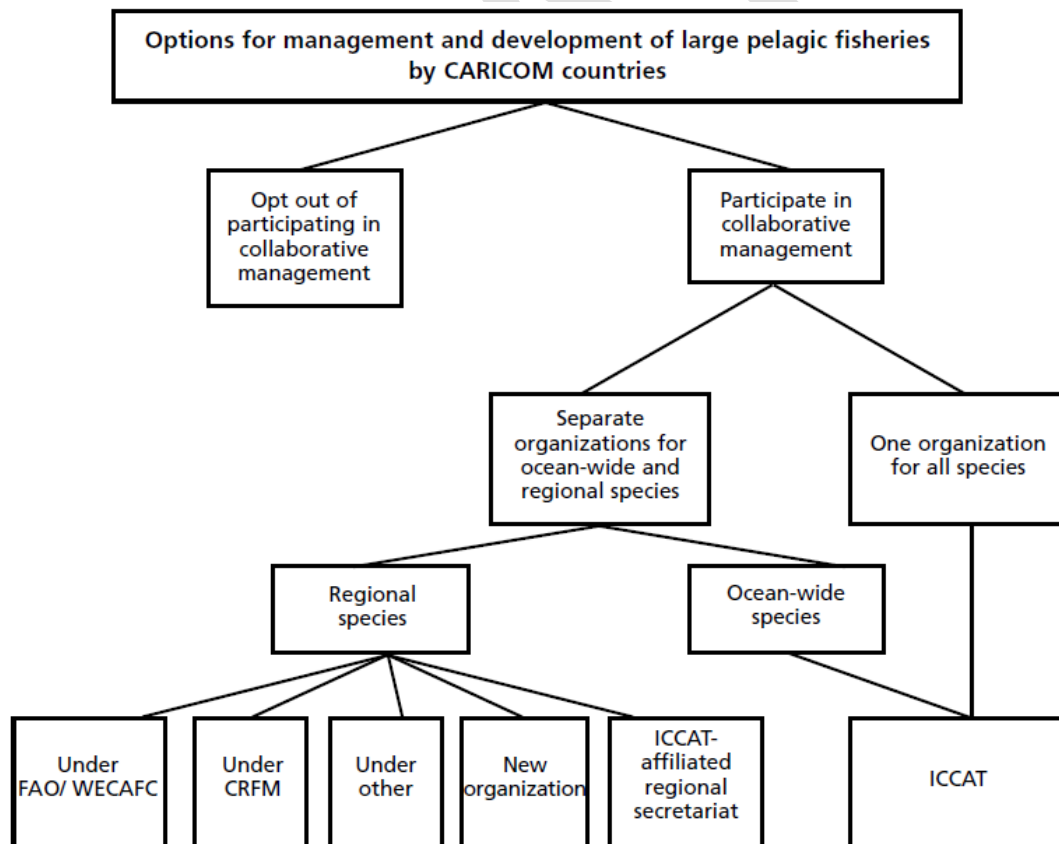 Options for management and development of large pelagic fisheries
by CARICOM countries
Opt out of
participating in
collaborative
management
Participate in
collaborative
management
Separate
organizations for
ocean-wide and
regional species
One organization
for all species
Regional
species
Ocean-wide
species
Under
FAO/ WECAFC
Under
CRFM
Under
other
New
organization
ICCAT-
affiliated
regional
secretariat
ICCAT